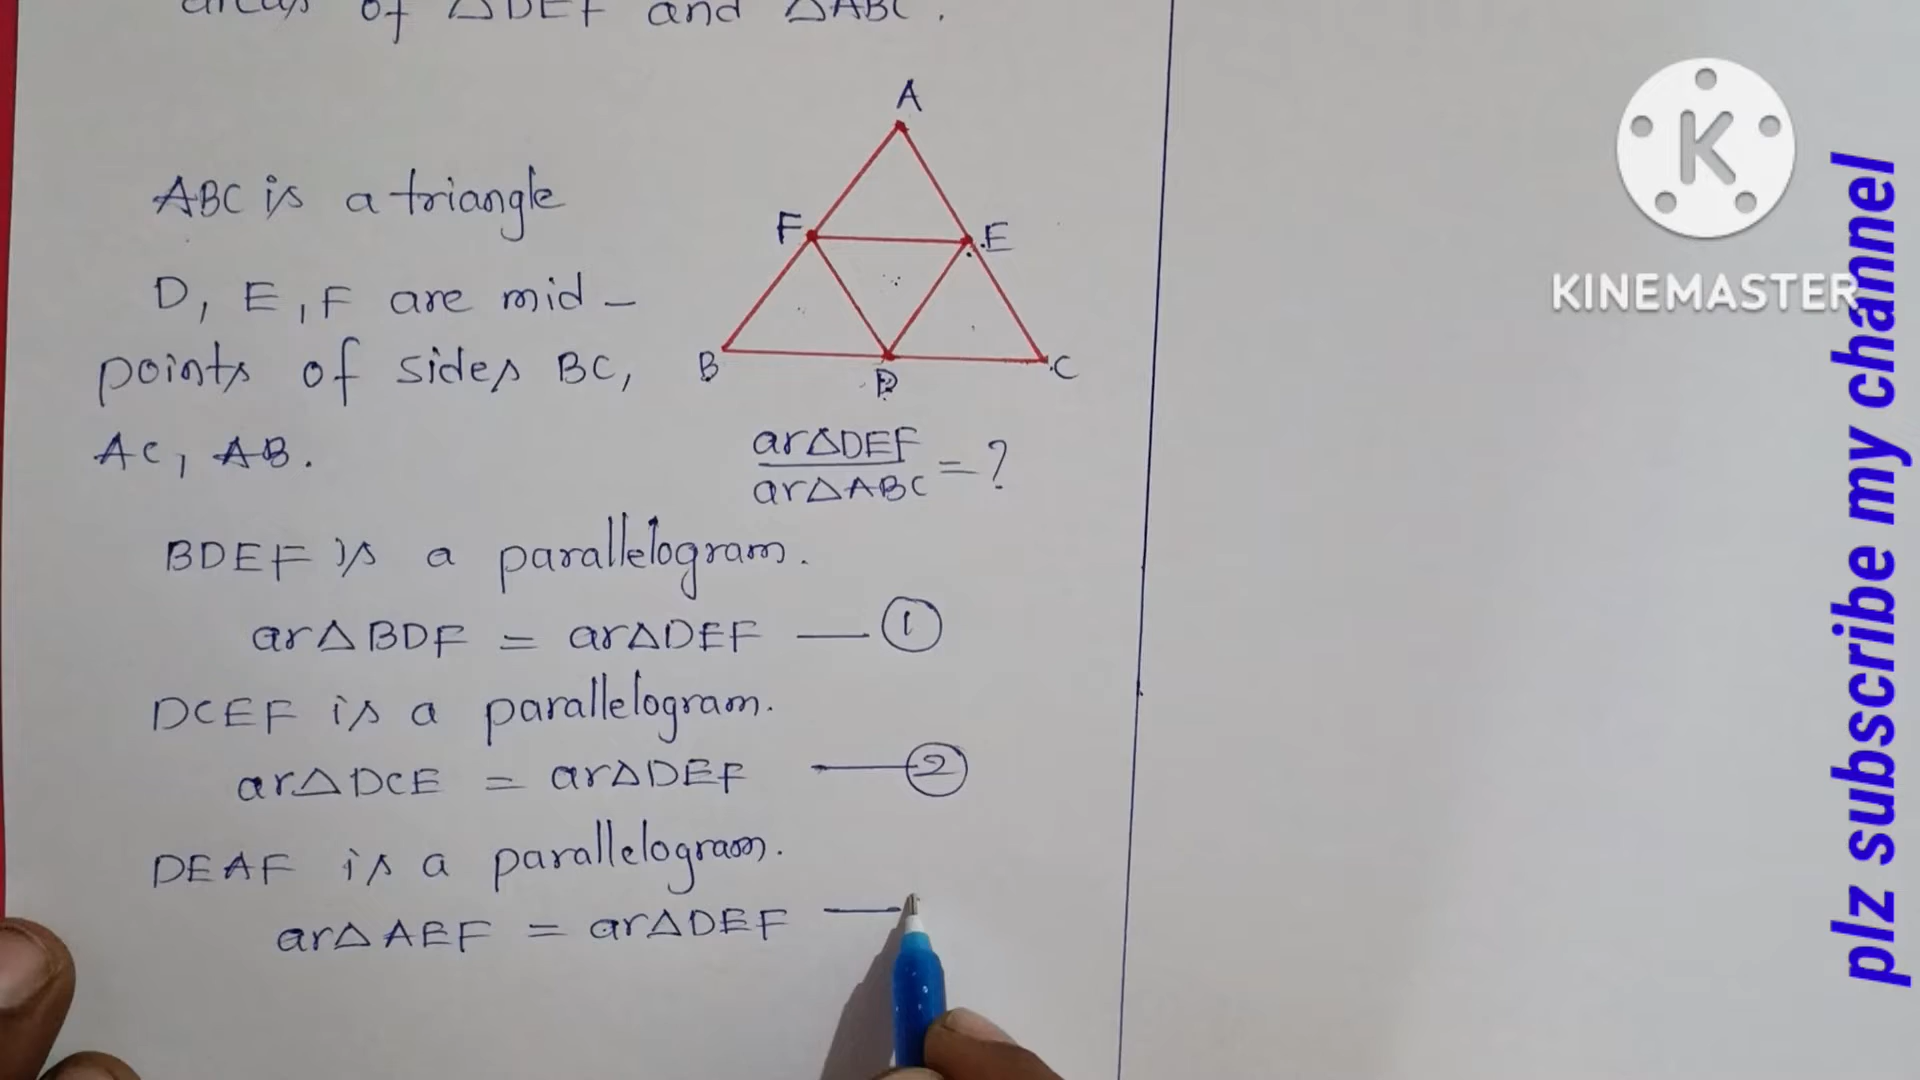 areas of △DEF and △ABC.
A
ABC is a triangle
F
E
D, E, F are mid-
points of sides BC,
B
D
C
AC, AB.
ar△DEF
ar△ABC
= ?
BDEF is a parallelogram.
ar△BDF = ar△DEF — ①
DCEF is a parallelogram.
ar△DCE = ar△DEF — ②
DEAF is a parallelogram.
ar△AEF = ar△DEF —
K
KINEMASTER
plz subscribe my channel